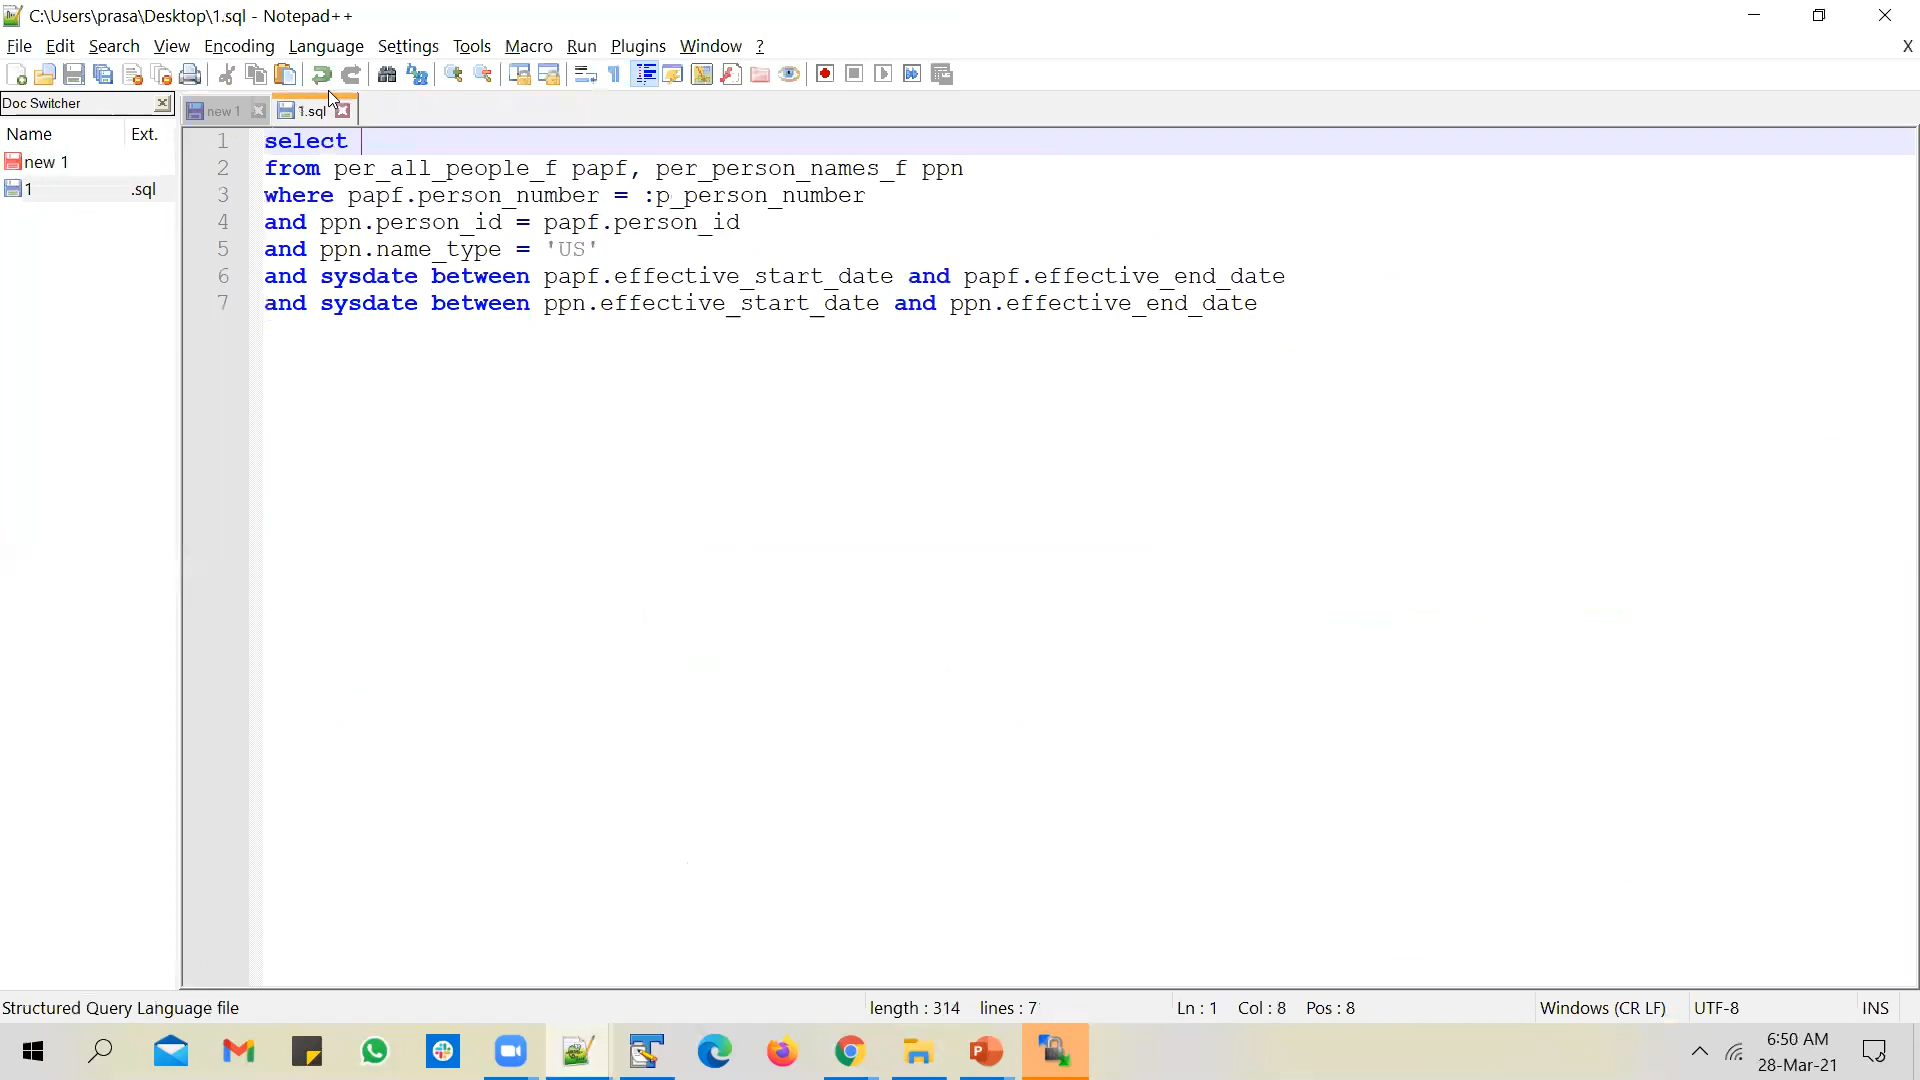 C:\Users\prasa\Desktop\1.sql - Notepad++
File Edit Search View Encoding Language Settings Tools Macro Run Plugins Window ? X
Doc Switcher
new 1 1.sql
Name Ext.
new 1
1 .sql
1 select
2 from per_all_people_f papf, per_person_names_f ppn
3 where papf.person_number = :p_person_number
4 and ppn.person_id = papf.person_id
5 and ppn.name_type = 'US'
6 and sysdate between papf.effective_start_date and papf.effective_end_date
7 and sysdate between ppn.effective_start_date and ppn.effective_end_date
Structured Query Language file length : 314 lines : 7 Ln : 1 Col : 8 Pos : 8 Windows (CR LF) UTF-8 INS
6:50 AM
28-Mar-21